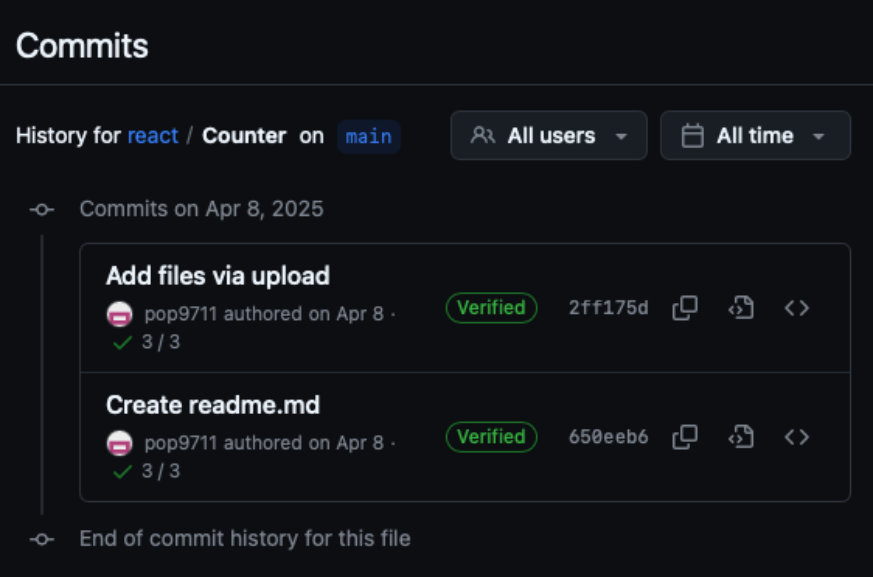 Commits
History for react / Counter on main All users All time
Commits on Apr 8, 2025
Add files via upload
pop9711 authored on Apr 8 ·
3 / 3
Verified 2ff175d
Create readme.md
pop9711 authored on Apr 8 ·
3 / 3
Verified 650eeb6
End of commit history for this file